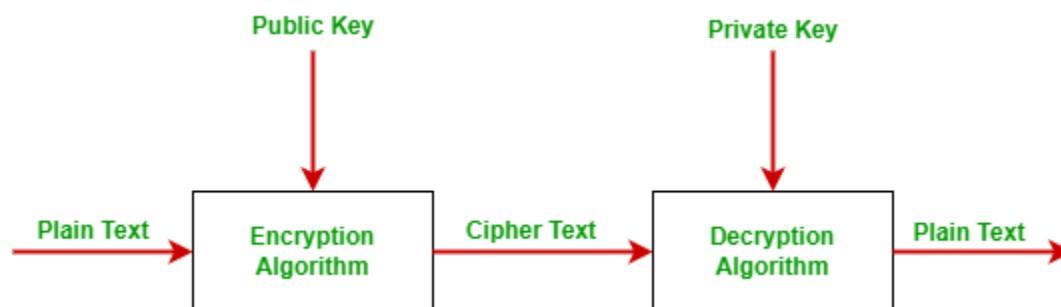 Public Key
Private Key
Plain Text
Encryption
Algorithm
Cipher Text
Decryption
Algorithm
Plain Text